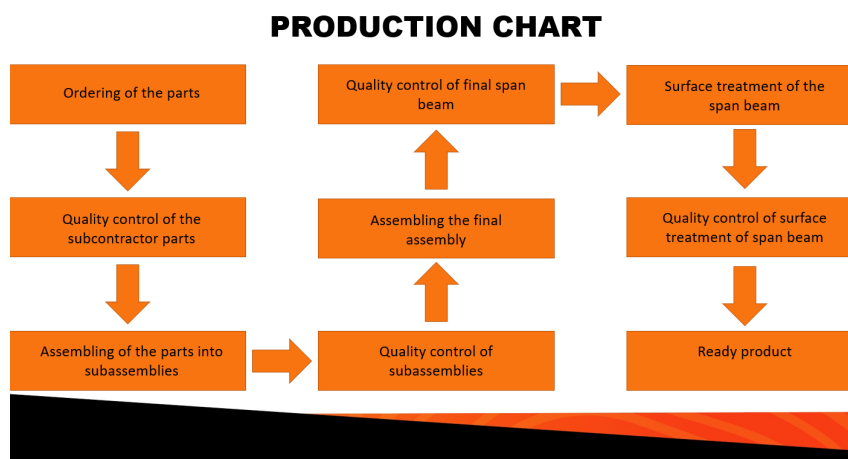 PRODUCTION CHART
Ordering of the parts
Quality control of the
subcontractor parts
Assembling of the parts into
subassemblies
Quality control of
subassemblies
Assembling the final
assembly
Quality control of final span
beam
Surface treatment of the
span beam
Quality control of surface
treatment of span beam
Ready product